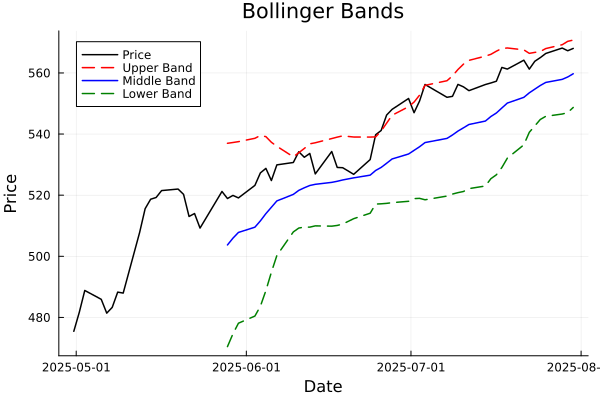 Bollinger Bands
Price
Upper Band
Middle Band
Lower Band
Price
560
540
520
500
480
2025-05-01 2025-06-01 2025-07-01 2025-08-
Date